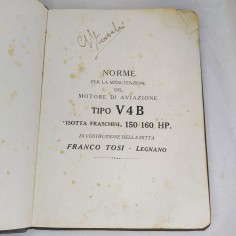 NORME
PER LA MANUTENZIONE
DEL
MOTORE DI AVIAZIONE
TIPO V4B
"ISOTTA FRASCHINI„ 150-160 HP.
DI COSTRUZIONE DELLA DITTA
FRANCO TOSI - LEGNANO